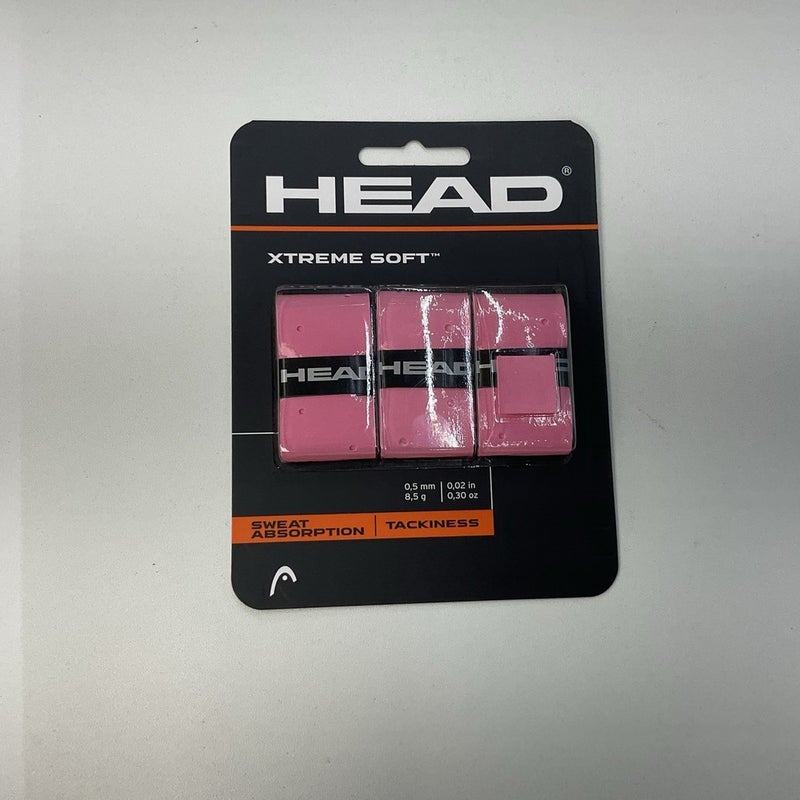 HEAD®
XTREME SOFT™
HEAD HEAD H
0,5 mm | 0,02 in
8,5 g | 0,30 oz
SWEAT
ABSORPTION | TACKINESS